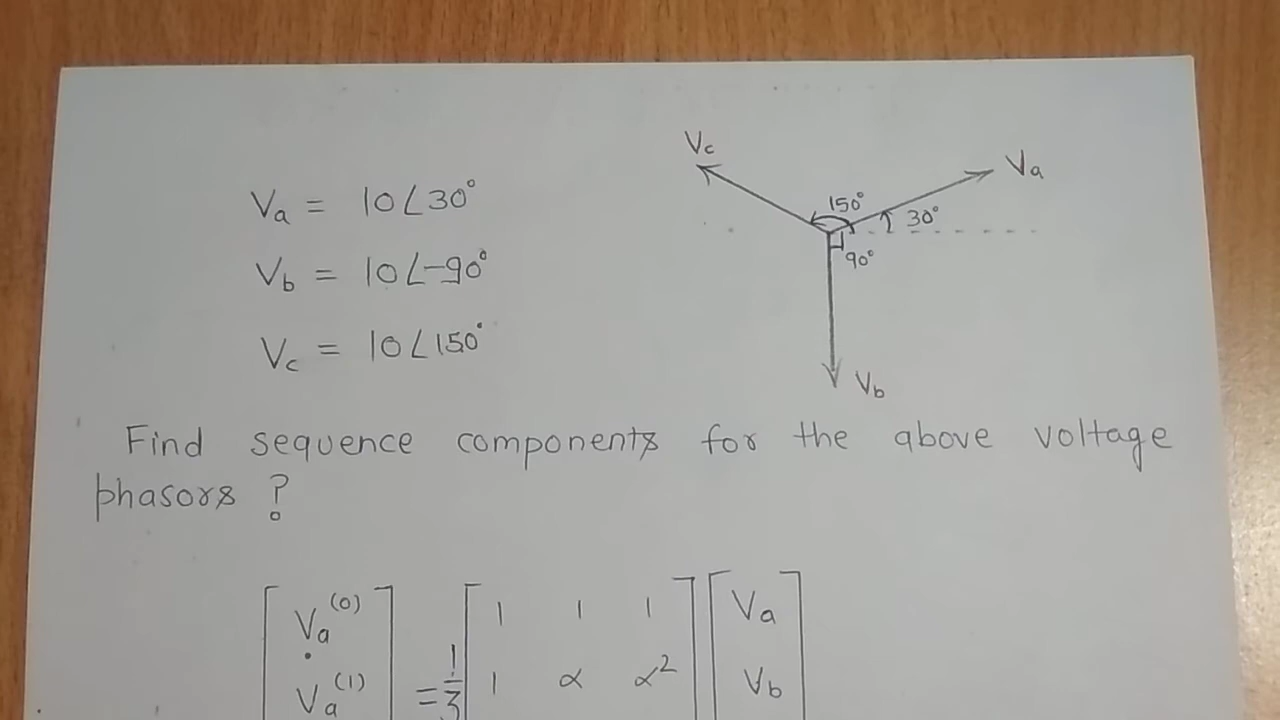 Va = 10∠30°
Vb = 10∠-90°
Vc = 10∠150°
Vc
Va
150°
30°
90°
Vb
Find sequence components for the above voltage
phasors ?
Va(0) 1 1 1 Va
Va(1) = 1/3 1 α α² Vb